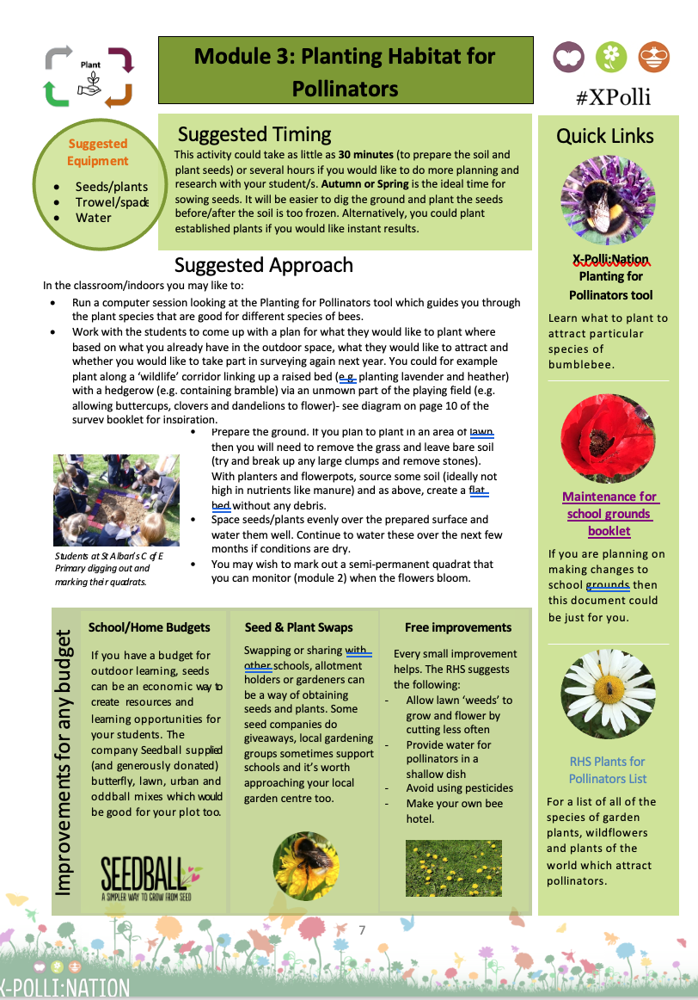 Plant
Module 3: Planting Habitat for
Pollinators
#XPolli
Suggested
Equipment
• Seeds/plants
• Trowel/spade
• Water
Suggested Timing
This activity could take as little as 30 minutes (to prepare the soil and
plant seeds) or several hours if you would like to do more planning and
research with your student/s. Autumn or Spring is the ideal time for
sowing seeds. It will be easier to dig the ground and plant the seeds
before/after the soil is too frozen. Alternatively, you could plant
established plants if you would like instant results.
Suggested Approach
In the classroom/indoors you may like to:
• Run a computer session looking at the Planting for Pollinators tool which guides you through
the plant species that are good for different species of bees.
• Work with the students to come up with a plan for what they would like to plant where
based on what you already have in the outdoor space, what they would like to attract and
whether you would like to take part in surveying again next year. You could for example
plant along a ‘wildlife’ corridor linking up a raised bed (e.g. planting lavender and heather)
with a hedgerow (e.g. containing bramble) via an unmown part of the playing field (e.g.
allowing buttercups, clovers and dandelions to flower)- see diagram on page 10 of the
survey booklet for inspiration.
• Prepare the ground. If you plan to plant in an area of lawn
then you will need to remove the grass and leave bare soil
(try and break up any large clumps and remove stones).
With planters and flowerpots, source some soil (ideally not
high in nutrients like manure) and as above, create a flat
bed without any debris.
• Space seeds/plants evenly over the prepared surface and
water them well. Continue to water these over the next few
months if conditions are dry.
• You may wish to mark out a semi-permanent quadrat that
you can monitor (module 2) when the flowers bloom.
Students at St Alban's C of E
Primary digging out and
marking their quadrats.
Improvements for any budget
School/Home Budgets
If you have a budget for
outdoor learning, seeds
can be an economic way to
create resources and
learning opportunities for
your students. The
company Seedball supplied
(and generously donated)
butterfly, lawn, urban and
oddball mixes which would
be good for your plot too.
SEEDBALL
A SIMPLER WAY TO GROW FROM SEED
Seed & Plant Swaps
Swapping or sharing with
other schools, allotment
holders or gardeners can
be a way of obtaining
seeds and plants. Some
seed companies do
giveaways, local gardening
groups sometimes support
schools and it’s worth
approaching your local
garden centre too.
Free improvements
Every small improvement
helps. The RHS suggests
the following:
- Allow lawn ‘weeds’ to
grow and flower by
cutting less often
- Provide water for
pollinators in a
shallow dish
- Avoid using pesticides
- Make your own bee
hotel.
Quick Links
X-Polli:Nation
Planting for
Pollinators tool
Learn what to plant to
attract particular
species of
bumblebee.
Maintenance for
school grounds
booklet
If you are planning on
making changes to
school grounds then
this document could
be just for you.
RHS Plants for
Pollinators List
For a list of all of the
species of garden
plants, wildflowers
and plants of the
world which attract
pollinators.
7
X-POLLI:NATION